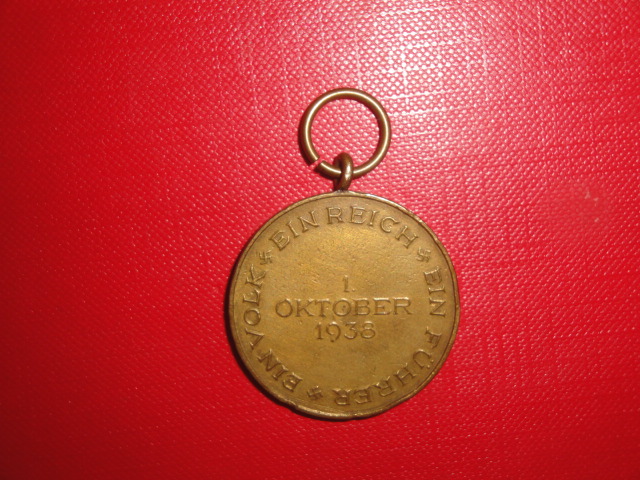 EIN VOLK EIN REICH EIN FÜHRER
1.
OKTOBER
1938